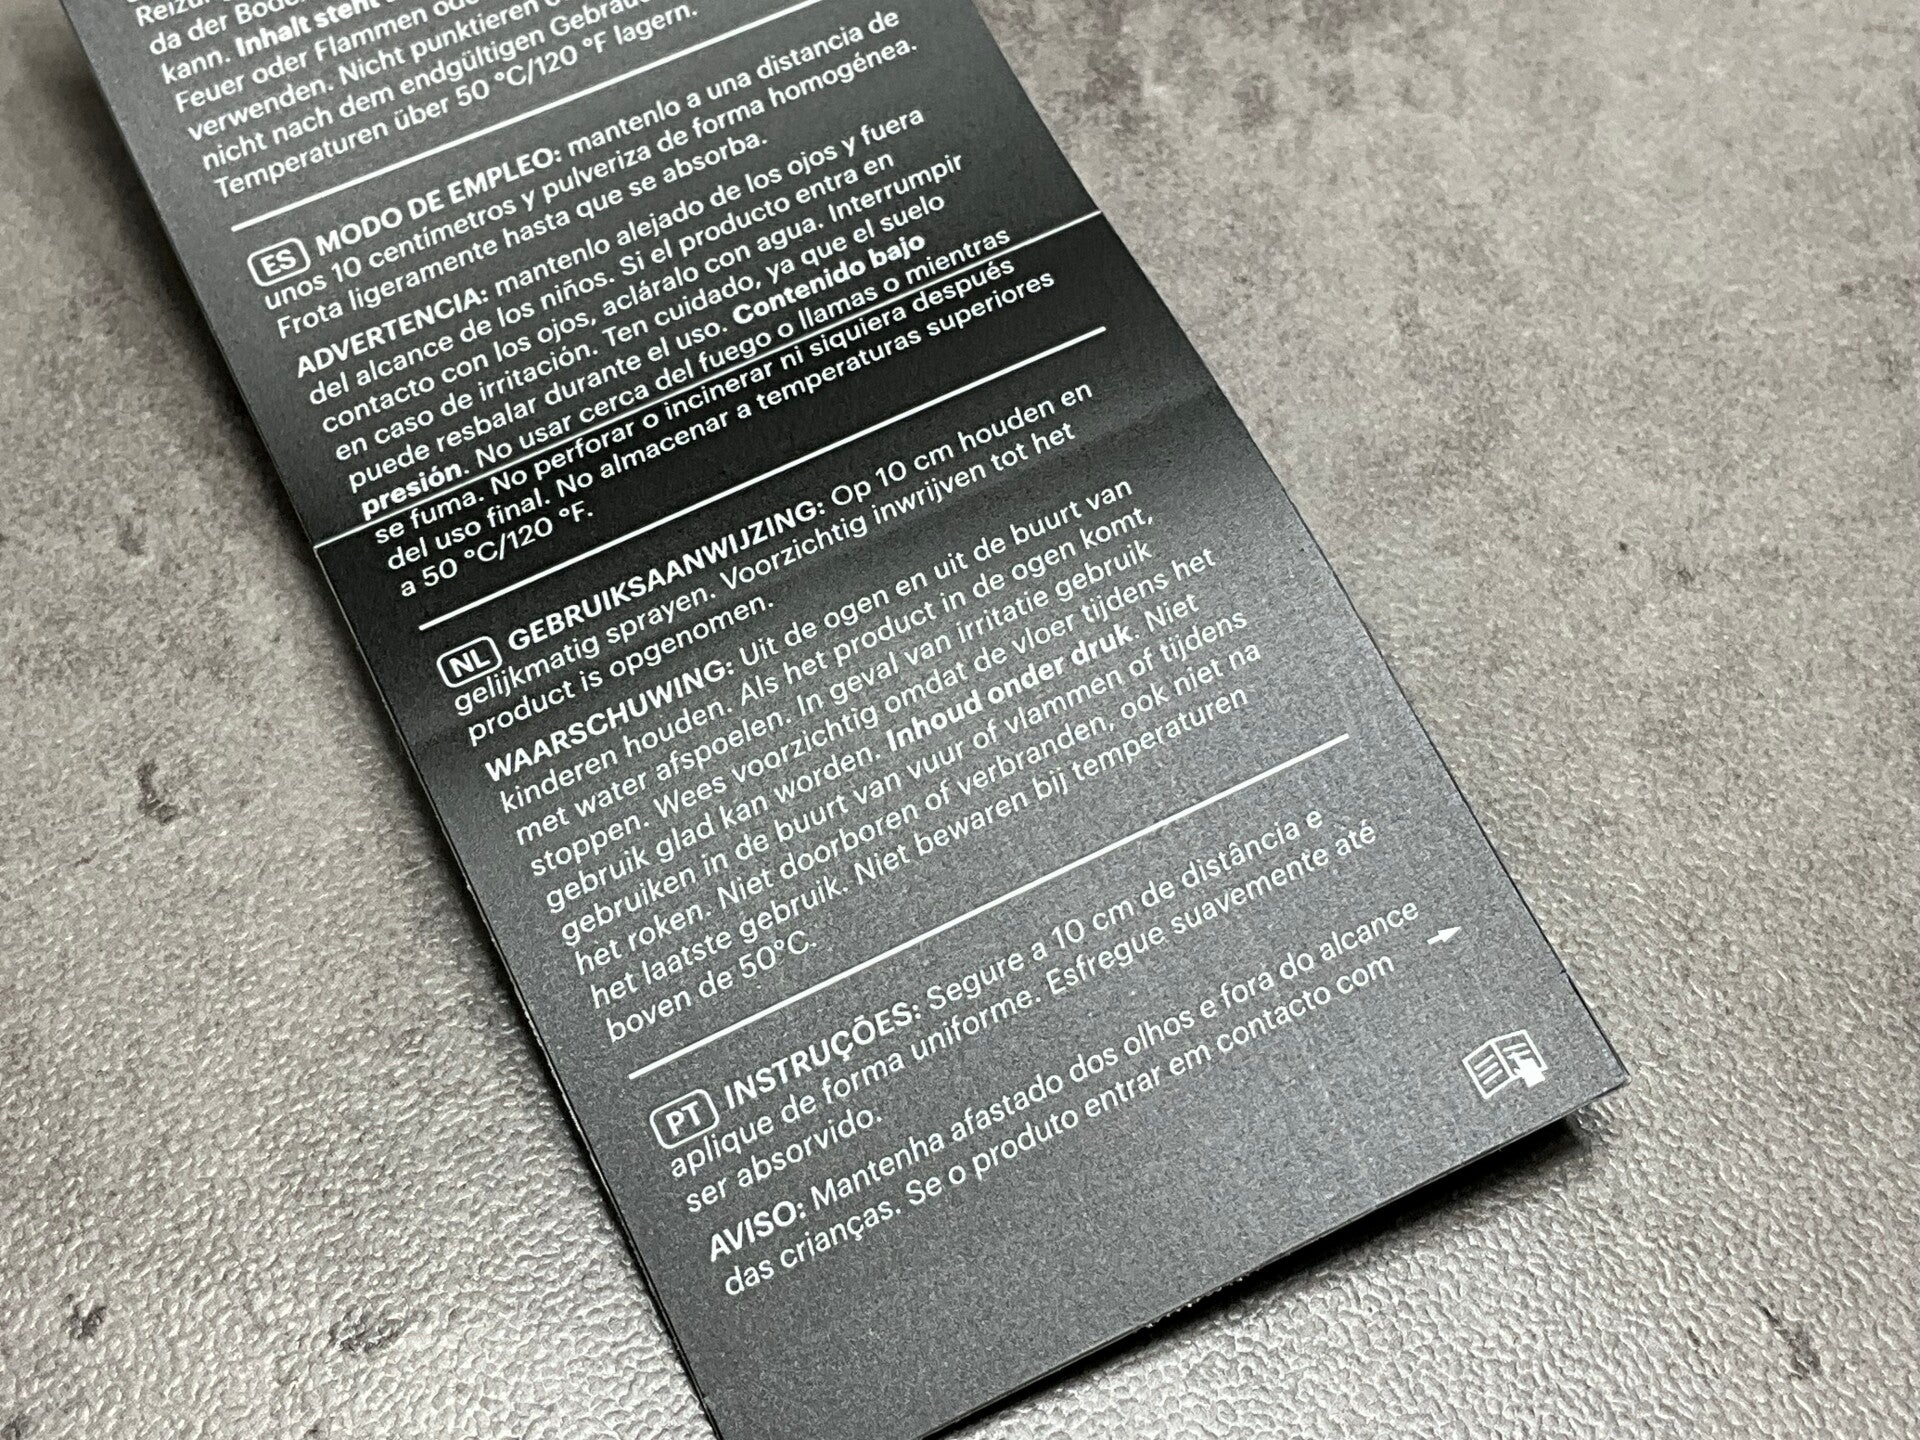 Reizung
da der Boden
kann. Inhalt steht
Feuer oder Flammen
verwenden. Nicht punktieren
nicht nach dem endgültigen
Temperaturen über 50 °C/120 °F lagern.
ES MODO DE EMPLEO: mantenlo a una distancia de
unos 10 centímetros y pulveriza de forma homogénea.
Frota ligeramente hasta que se absorba.
ADVERTENCIA: mantenlo alejado de los ojos y fuera
del alcance de los niños. Si el producto entra en
contacto con los ojos, acláralo con agua. Interrumpir
en caso de irritación. Ten cuidado, ya que el suelo
puede resbalar durante el uso. Contenido bajo
presión. No usar cerca del fuego o llamas o mientras
se fuma. No perforar o incinerar ni siquiera después
del uso final. No almacenar a temperaturas superiores
a 50 °C/120 °F.
NL GEBRUIKSAANWIJZING: Op 10 cm houden en
gelijkmatig sprayen. Voorzichtig inwrijven tot het
product is opgenomen.
WAARSCHUWING: Uit de ogen en uit de buurt van
kinderen houden. Als het product in de ogen komt,
met water afspoelen. In geval van irritatie gebruik
stoppen. Wees voorzichtig omdat de vloer tijdens het
gebruik glad kan worden. Inhoud onder druk. Niet
gebruiken in de buurt van vuur of vlammen of tijdens
het roken. Niet doorboren of verbranden, ook niet na
het laatste gebruik. Niet bewaren bij temperaturen
boven de 50°C.
PT INSTRUÇÕES: Segure a 10 cm de distância e
aplique de forma uniforme. Esfregue suavemente até
ser absorvido.
AVISO: Mantenha afastado dos olhos e fora do alcance
das crianças. Se o produto entrar em contacto com